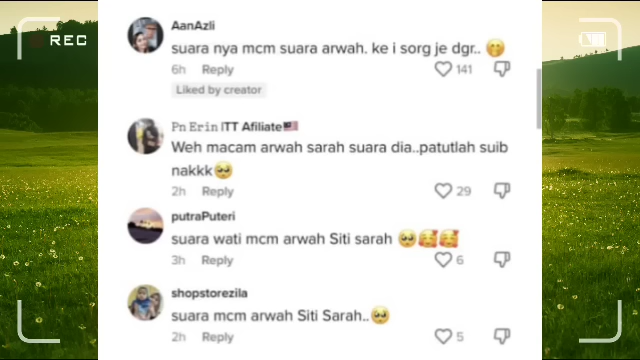 REC
AanAzli
suara nya mcm suara arwah. ke i sorg je dgr.. 🤭
6h Reply 141
Liked by creator
Pn Erin |TT Afiliate🇲🇾
Weh macam arwah sarah suara dia..patutlah suib
nakkk🥺
2h Reply 29
putraPuteri
suara wati mcm arwah Siti sarah 🥺🥰🥰
3h Reply 6
shopstorezila
suara mcm arwah Siti Sarah..🥺
2h Reply 5